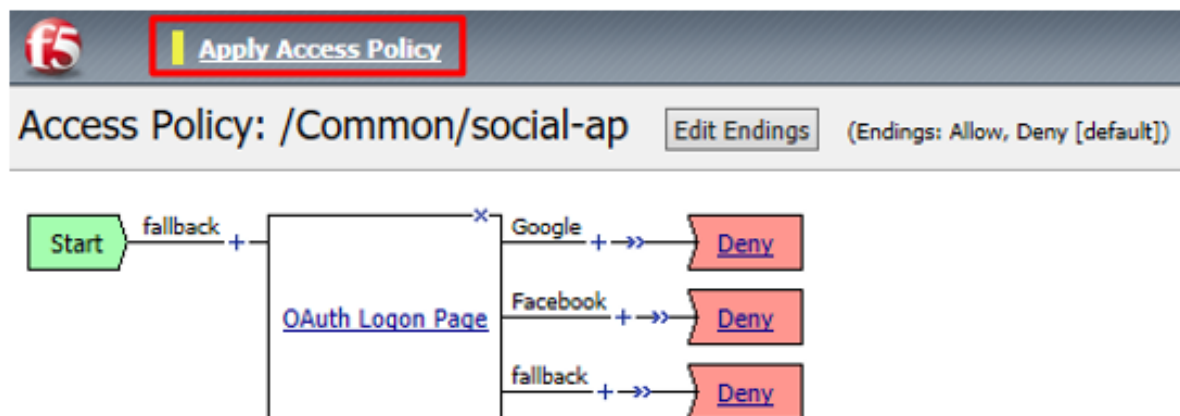 f5
Apply Access Policy
Access Policy: /Common/social-ap Edit Endings (Endings: Allow, Deny [default])
Start fallback + × Google + Deny
OAuth Logon Page Facebook + Deny
fallback + Deny